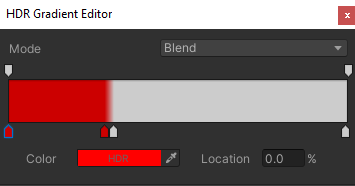 HDR Gradient Editor x
Mode Blend
Color HDR Location 0.0 %